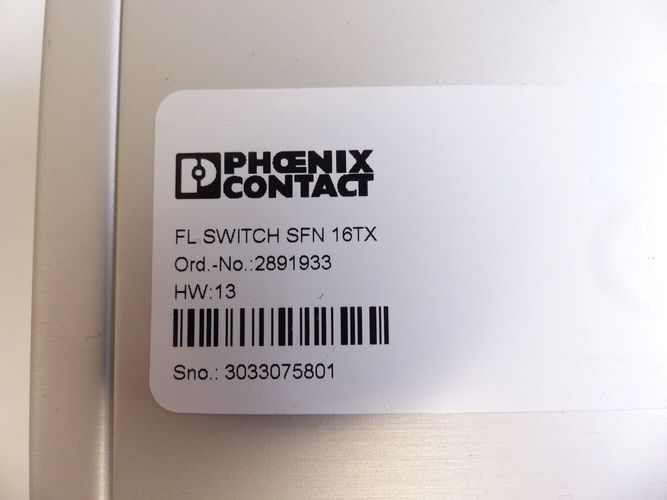 PHŒNIX
CONTACT
FL SWITCH SFN 16TX
Ord.-No.:2891933
HW:13
Sno.: 3033075801